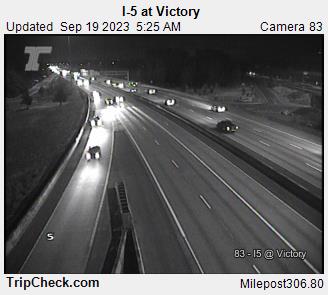 I-5 at Victory
Updated Sep 19 2023 5:25 AM Camera 83
T
S
83 - I5 @ Victory
TripCheck.com Milepost306.80